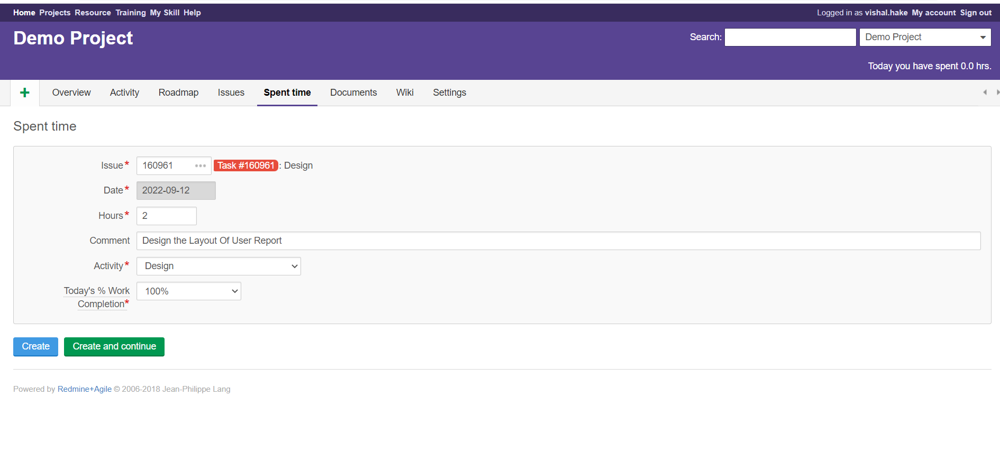 Home Projects Resource Training My Skill Help Logged in as vishal.hake My account Sign out
Demo Project Search: Demo Project
Today you have spent 0.0 hrs.
+ Overview Activity Roadmap Issues Spent time Documents Wiki Settings
Spent time
Issue* 160961 ••• Task #160961 : Design
Date* 2022-09-12
Hours* 2
Comment Design the Layout Of User Report
Activity* Design
Today's % Work 100%
Completion*
Create Create and continue
Powered by Redmine+Agile © 2006-2018 Jean-Philippe Lang